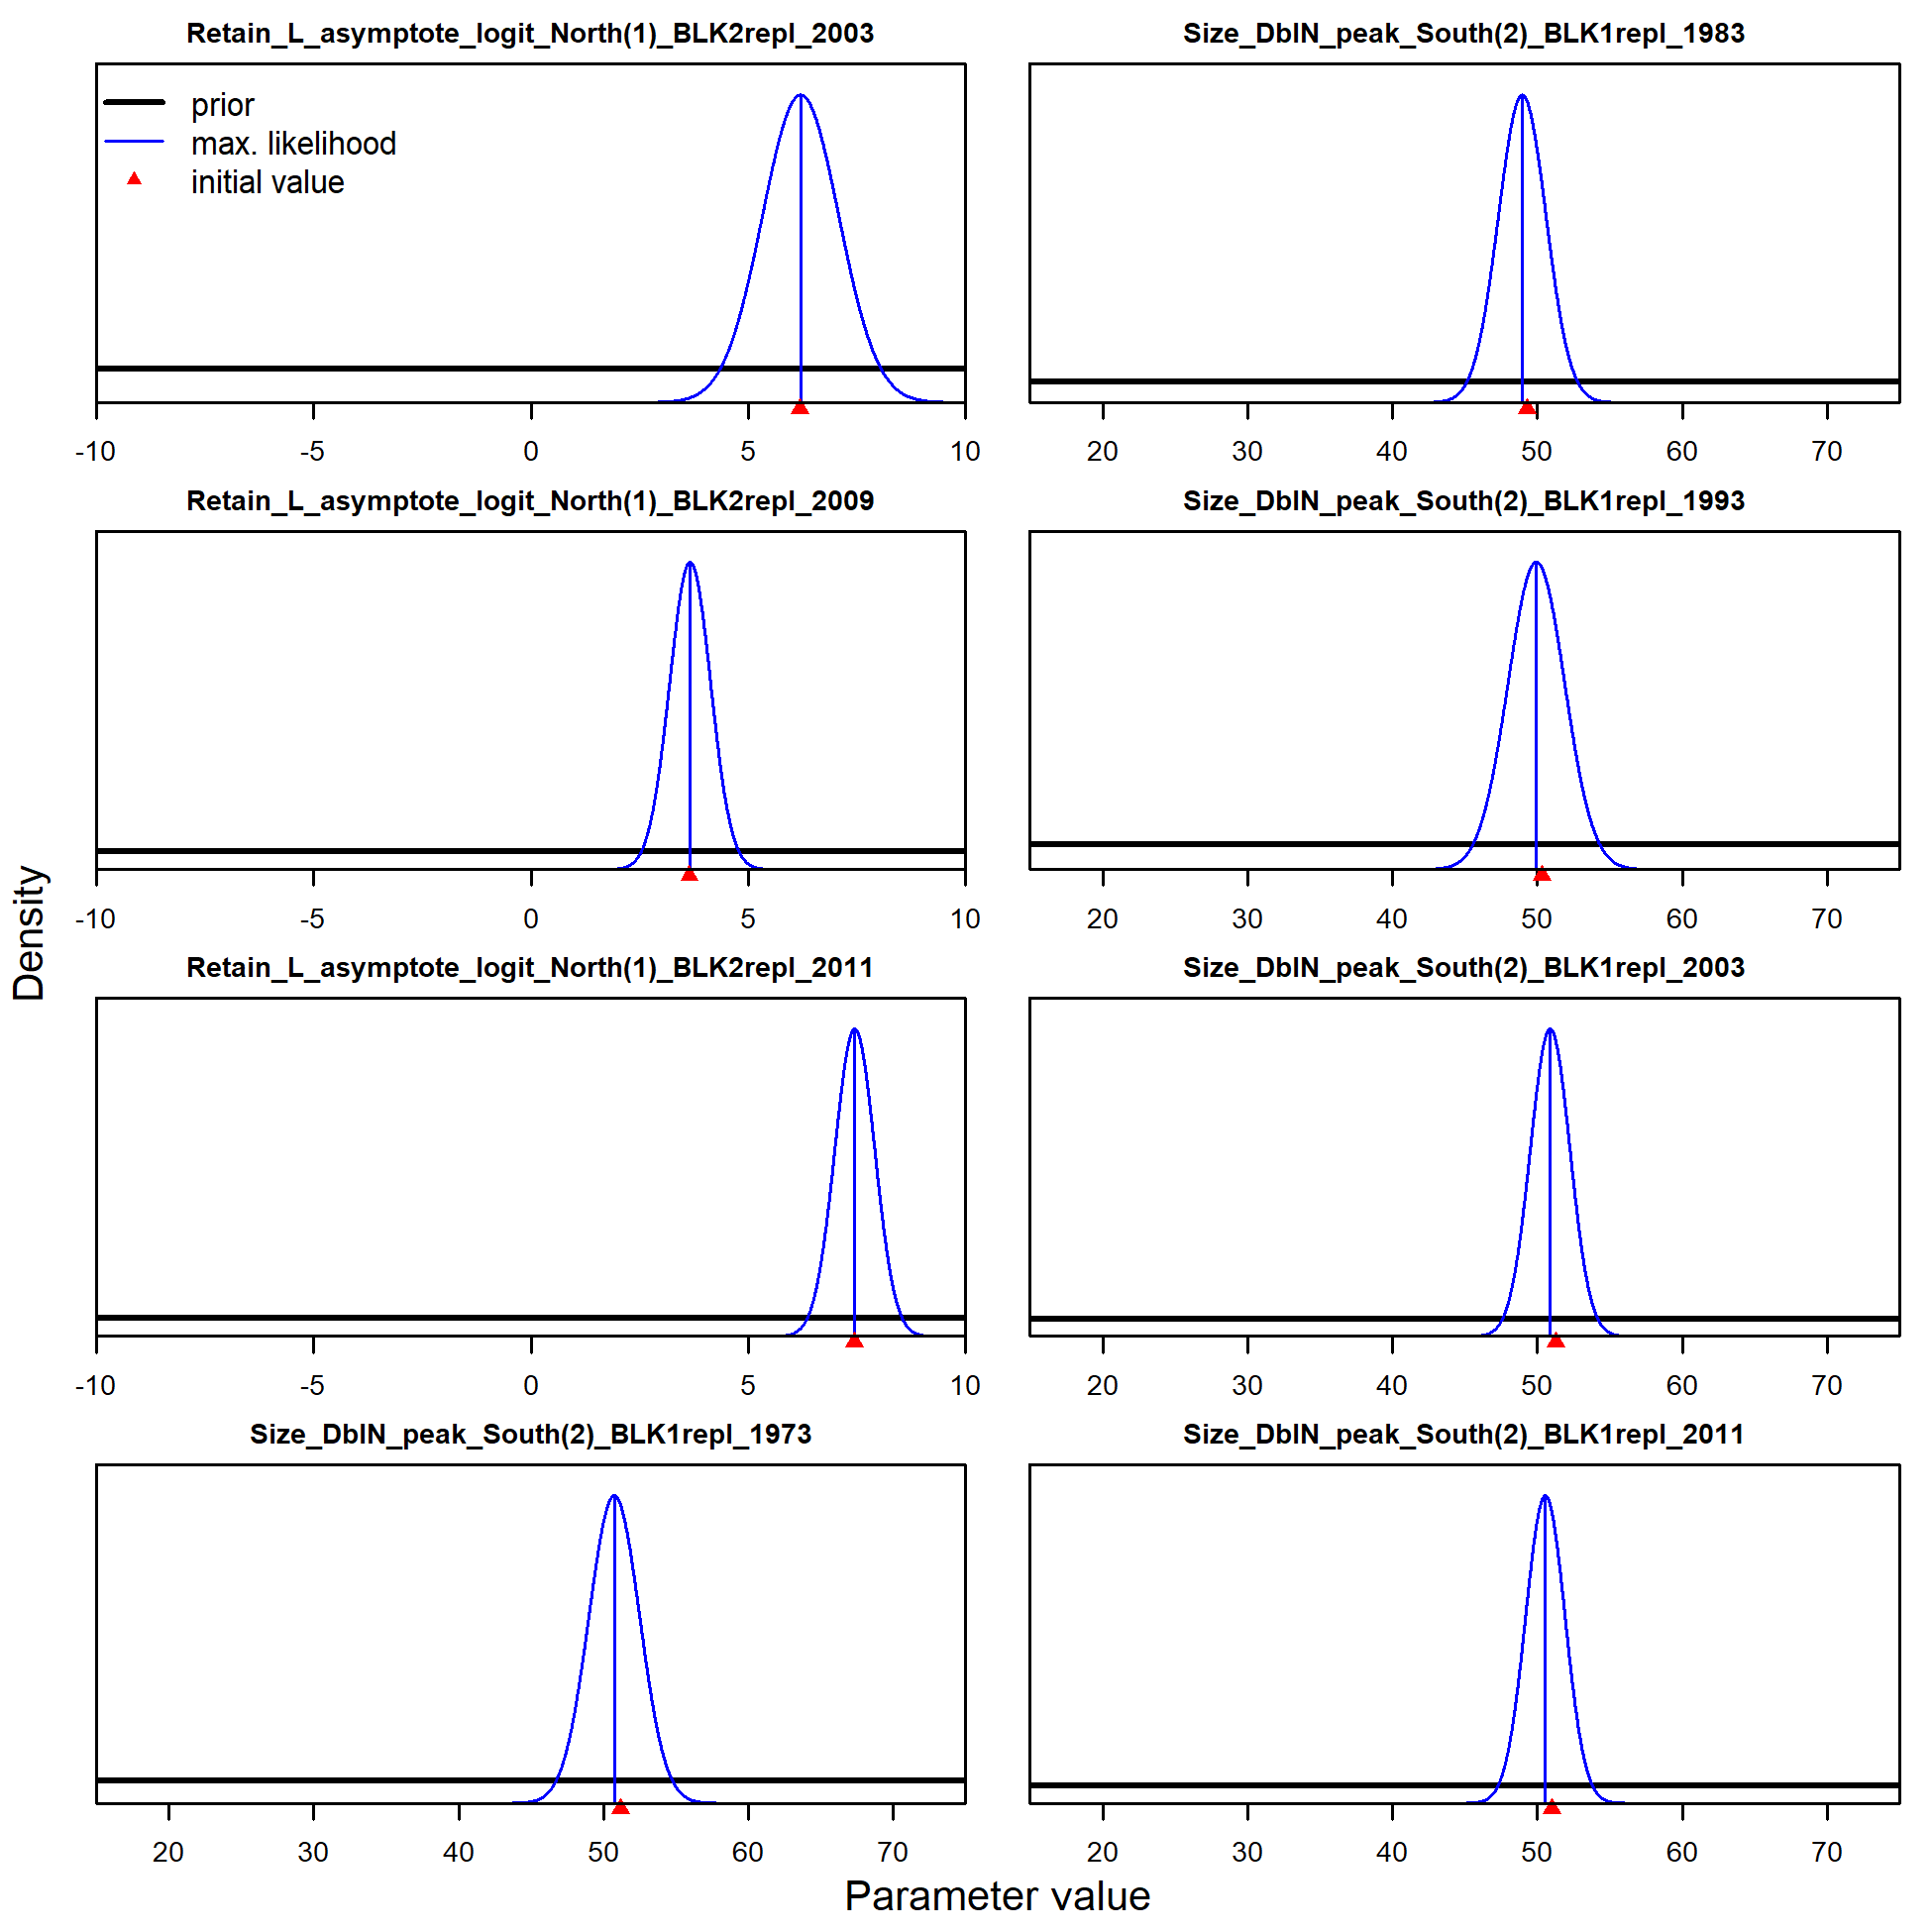 Retain_L_asymptote_logit_North(1)_BLK2repl_2003
prior
max. likelihood
initial value
-10 -5 0 5 10
Size_DblN_peak_South(2)_BLK1repl_1983
20 30 40 50 60 70
Retain_L_asymptote_logit_North(1)_BLK2repl_2009
-10 -5 0 5 10
Size_DblN_peak_South(2)_BLK1repl_1993
20 30 40 50 60 70
Density
Retain_L_asymptote_logit_North(1)_BLK2repl_2011
-10 -5 0 5 10
Size_DblN_peak_South(2)_BLK1repl_2003
20 30 40 50 60 70
Size_DblN_peak_South(2)_BLK1repl_1973
20 30 40 50 60 70
Size_DblN_peak_South(2)_BLK1repl_2011
20 30 40 50 60 70
Parameter value